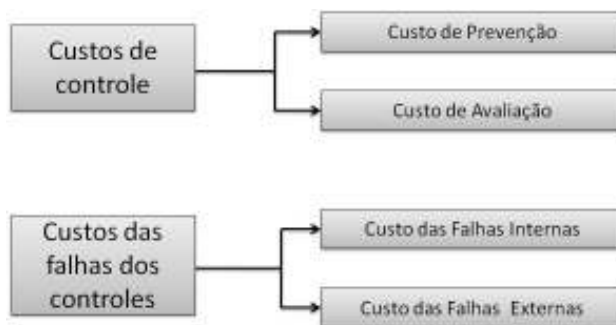 Custos de
controle
Custo de Prevenção
Custo de Avaliação
Custos das
falhas dos
controles
Custo das Falhas Internas
Custo das Falhas Externas